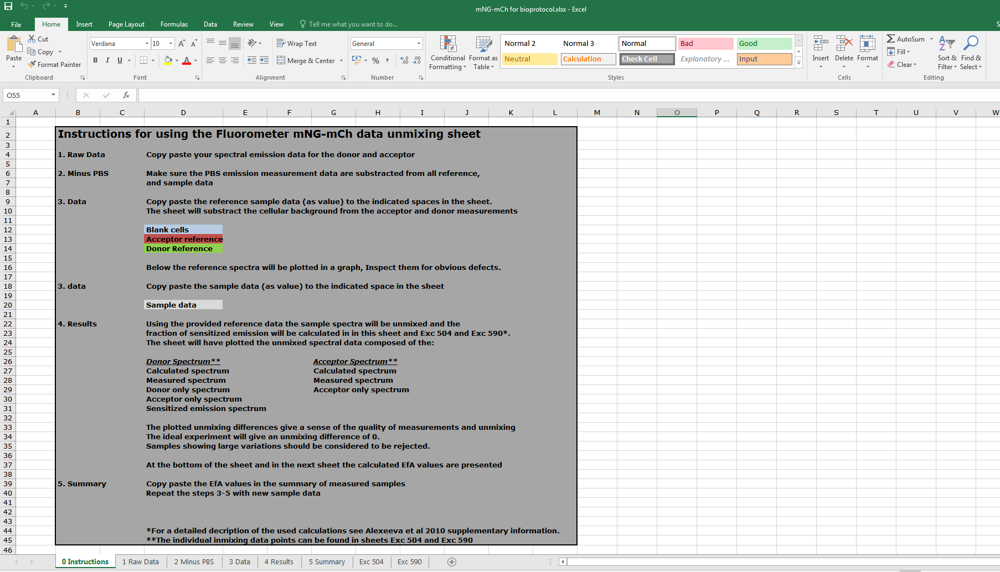 mNG-mCh for bioprotocol.xlsx - Excel
File Home Insert Page Layout Formulas Data Review View Tell me what you want to do...
Paste
Cut
Copy
Format Painter
Clipboard
Verdana 10
B I U
Font
Wrap Text
Merge & Center
Alignment
General
Number
Conditional Formatting
Format as Table
Normal 2 Normal 3 Normal Bad Good
Neutral Calculation Check Cell Explanatory ... Input
Styles
Insert Delete Format
Cells
AutoSum
Fill
Clear
Sort & Filter
Find & Select
Editing
O55
fx
A B C D E F G H I J K L M N O P Q R S T U V W
1
2 Instructions for using the Fluorometer mNG-mCh data unmixing sheet
3
4 1. Raw Data Copy paste your spectral emission data for the donor and acceptor
5
6 2. Minus PBS Make sure the PBS emission measurement data are substracted from all reference,
7 and sample data
8
9 3. Data Copy paste the reference sample data (as value) to the indicated spaces in the sheet.
10 The sheet will substract the cellular background from the acceptor and donor measurements
11
12 Blank cells
13 Acceptor reference
14 Donor Reference
15
16 Below the reference spectra will be plotted in a graph, Inspect them for obvious defects.
17
18 3. data Copy paste the sample data (as value) to the indicated space in the sheet
19
20 Sample data
21
22 4. Results Using the provided reference data the sample spectra will be unmixed and the
23 fraction of sensitized emission will be calculated in in this sheet and Exc 504 and Exc 590*.
24 The sheet will have plotted the unmixed spectral data composed of the:
25
26 Donor Spectrum** Acceptor Spectrum**
27 Calculated spectrum Calculated spectrum
28 Measured spectrum Measured spectrum
29 Donor only spectrum Acceptor only spectrum
30 Acceptor only spectrum
31 Sensitized emission spectrum
32
33 The plotted unmixing differences give a sense of the quality of measurements and unmixing
34 The ideal experiment will give an unmixing difference of 0.
35 Samples showing large variations should be considered to be rejected.
36
37 At the bottom of the sheet and in the next sheet the calculated EfA values are presented
38
39 5. Summary Copy paste the EfA values in the summary of measured samples
40 Repeat the steps 3-5 with new sample data
41
42
43
44 *For a detailed decription of the used calculations see Alexeeva et al 2010 supplementary information.
45 **The individual inmixing data points can be found in sheets Exc 504 and Exc 590
46
0 Instructions 1 Raw Data 2 Minus PBS 3 Data 4 Results 5 Summary Exc 504 Exc 590